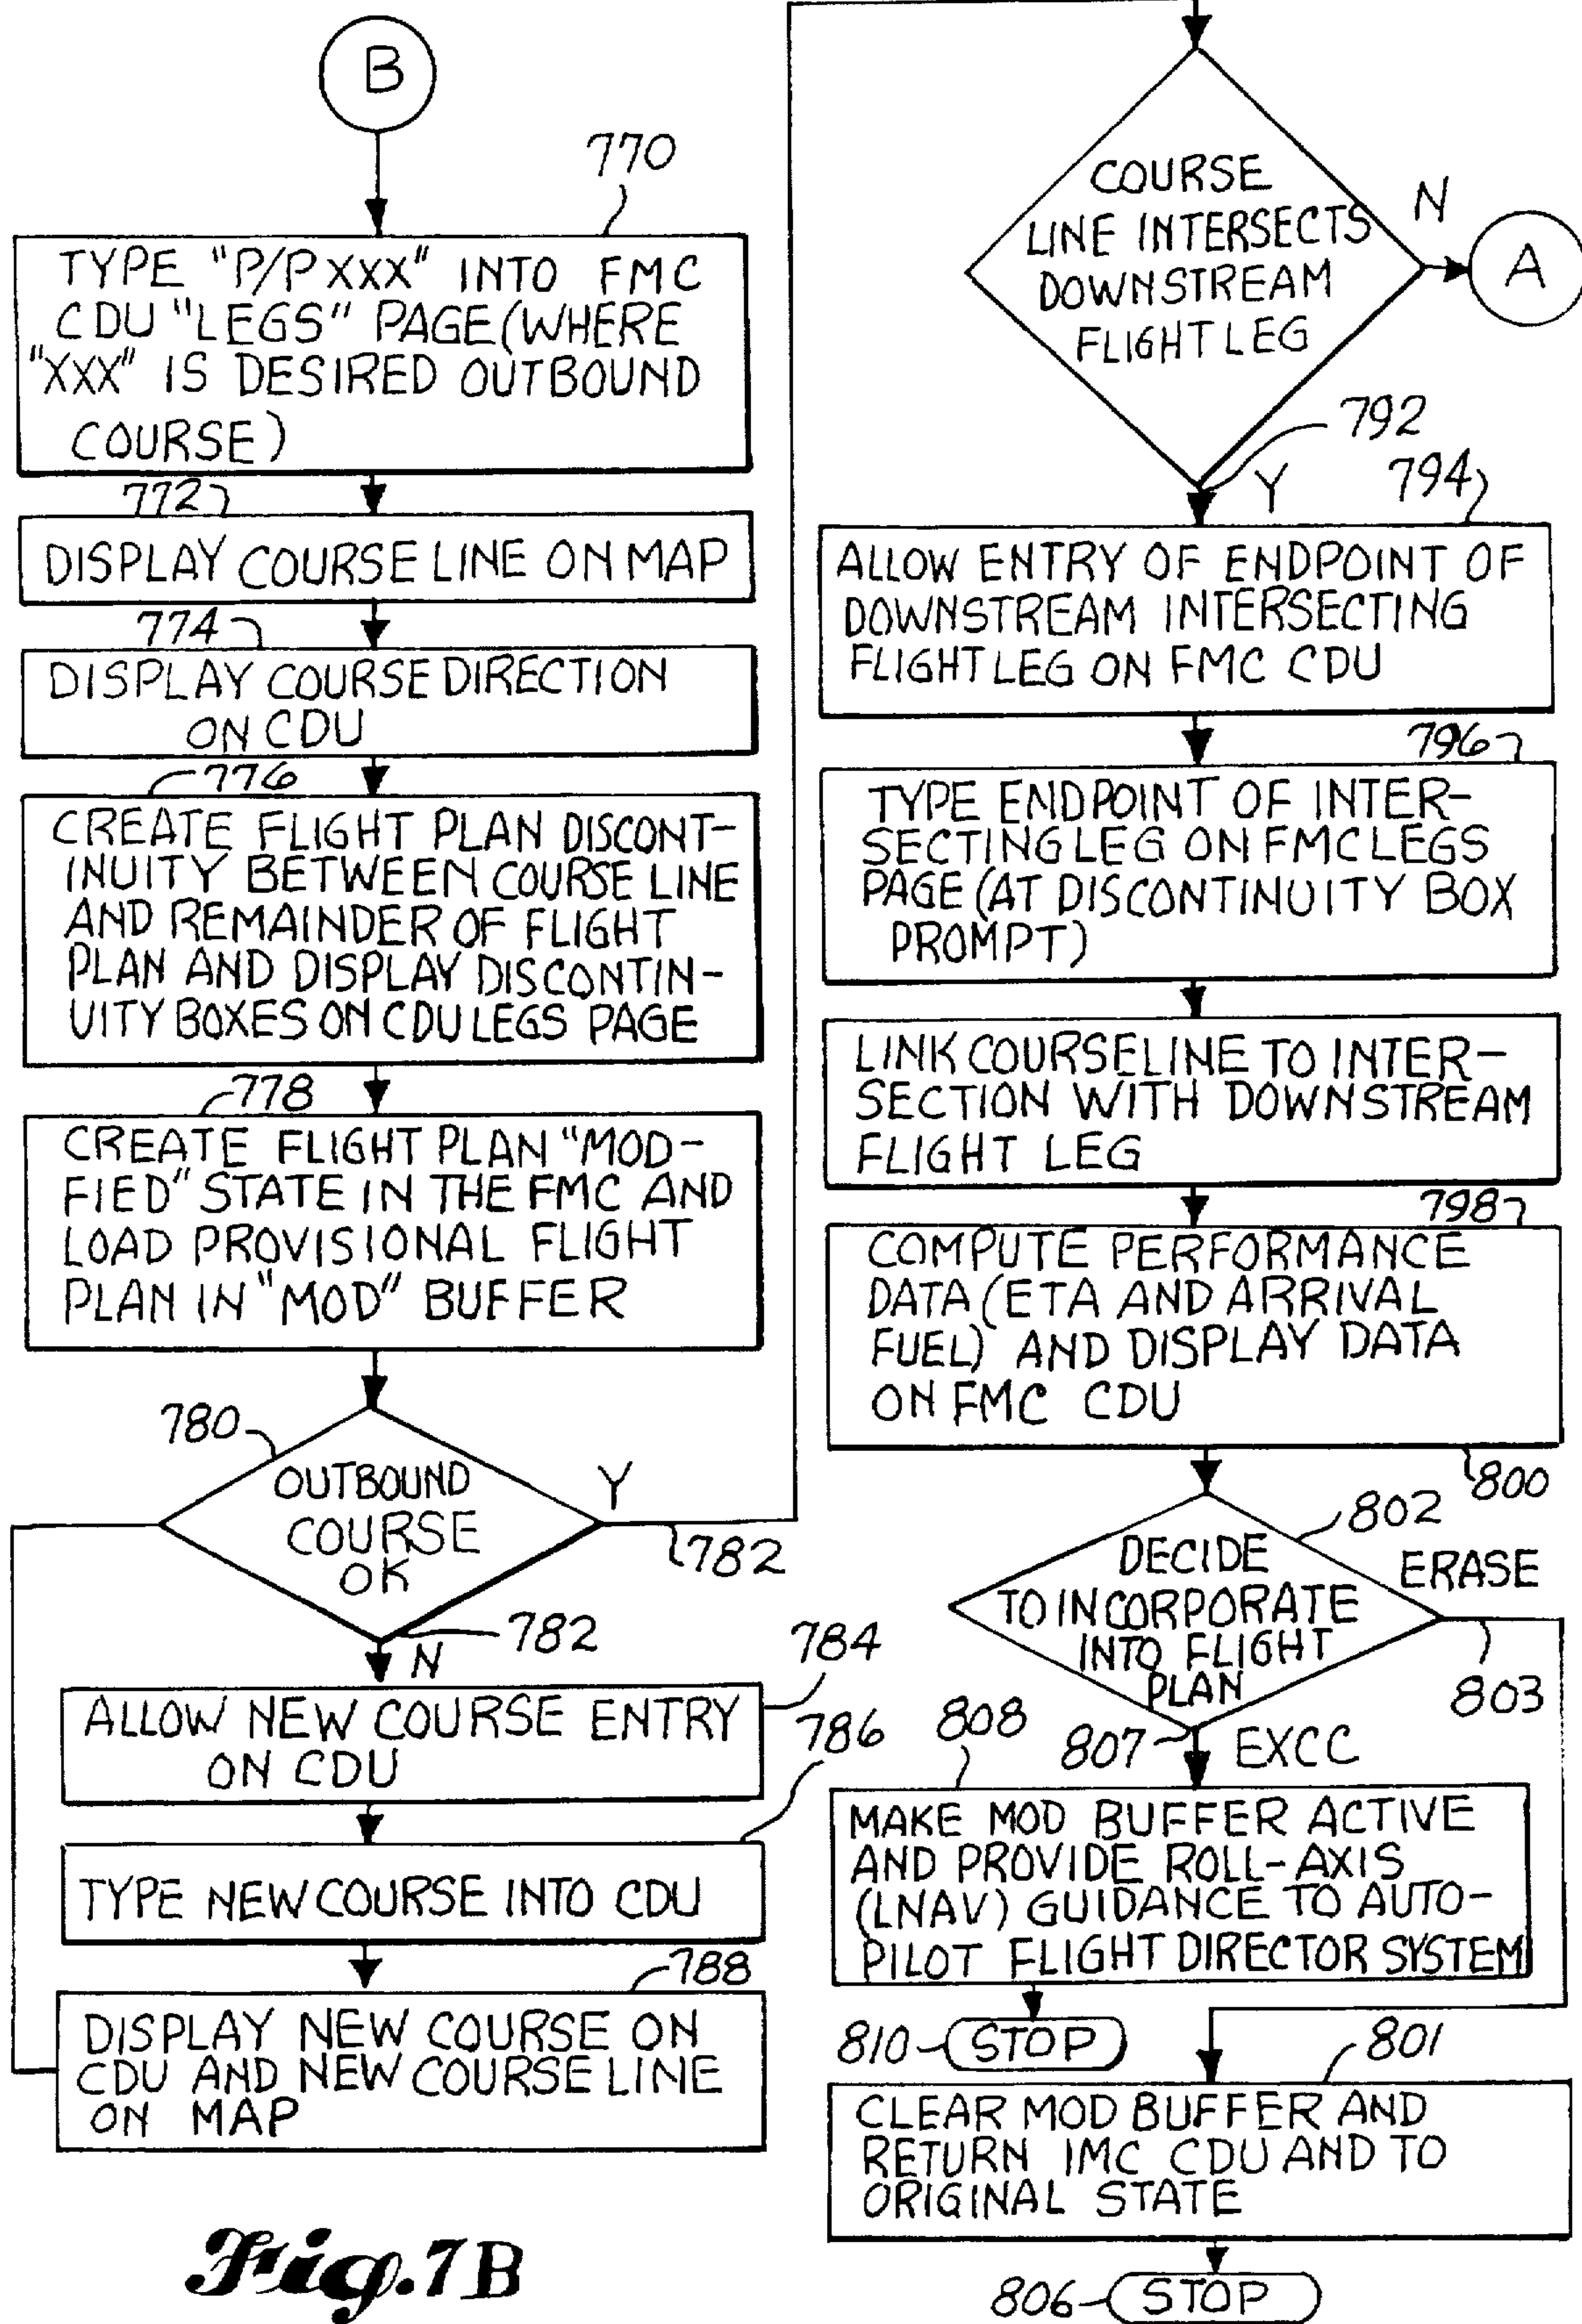 B
770
TYPE "P/PXXX" INTO FMC
CDU "LEGS" PAGE (WHERE
"XXX" IS DESIRED OUTBOUND
COURSE)
772
DISPLAY COURSE LINE ON MAP
774
DISPLAY COURSE DIRECTION
ON CDU
776
CREATE FLIGHT PLAN DISCONT-
INUITY BETWEEN COURSE LINE
AND REMAINDER OF FLIGHT
PLAN AND DISPLAY DISCONTIN-
UITY BOXES ON CDU LEGS PAGE
778
CREATE FLIGHT PLAN "MOD-
FIED" STATE IN THE FMC AND
LOAD PROVISIONAL FLIGHT
PLAN IN "MOD" BUFFER
780
OUTBOUND
COURSE
OK
Y
782
782
N
784
ALLOW NEW COURSE ENTRY
ON CDU
786
TYPE NEW COURSE INTO CDU
788
DISPLAY NEW COURSE ON
CDU AND NEW COURSE LINE
ON MAP
COURSE
LINE INTERSECTS
DOWNSTREAM
FLIGHT LEG
N
A
792
Y
794
ALLOW ENTRY OF ENDPOINT OF
DOWNSTREAM INTERSECTING
FLIGHT LEG ON FMC CDU
796
TYPE ENDPOINT OF INTER-
SECTING LEG ON FMC LEGS
PAGE (AT DISCONTINUITY BOX
PROMPT)
LINK COURSELINE TO INTER-
SECTION WITH DOWNSTREAM
FLIGHT LEG
798
COMPUTE PERFORMANCE
DATA (ETA AND ARRIVAL
FUEL) AND DISPLAY DATA
ON FMC CDU
800
802
DECIDE
TO INCORPORATE
INTO FLIGHT
PLAN
ERASE
803
808
807
EXCC
MAKE MOD BUFFER ACTIVE
AND PROVIDE ROLL-AXIS
(LNAV) GUIDANCE TO AUTO-
PILOT FLIGHT DIRECTOR SYSTEM
810
STOP
801
CLEAR MOD BUFFER AND
RETURN IMC CDU AND TO
ORIGINAL STATE
806
STOP
Fig. 7B